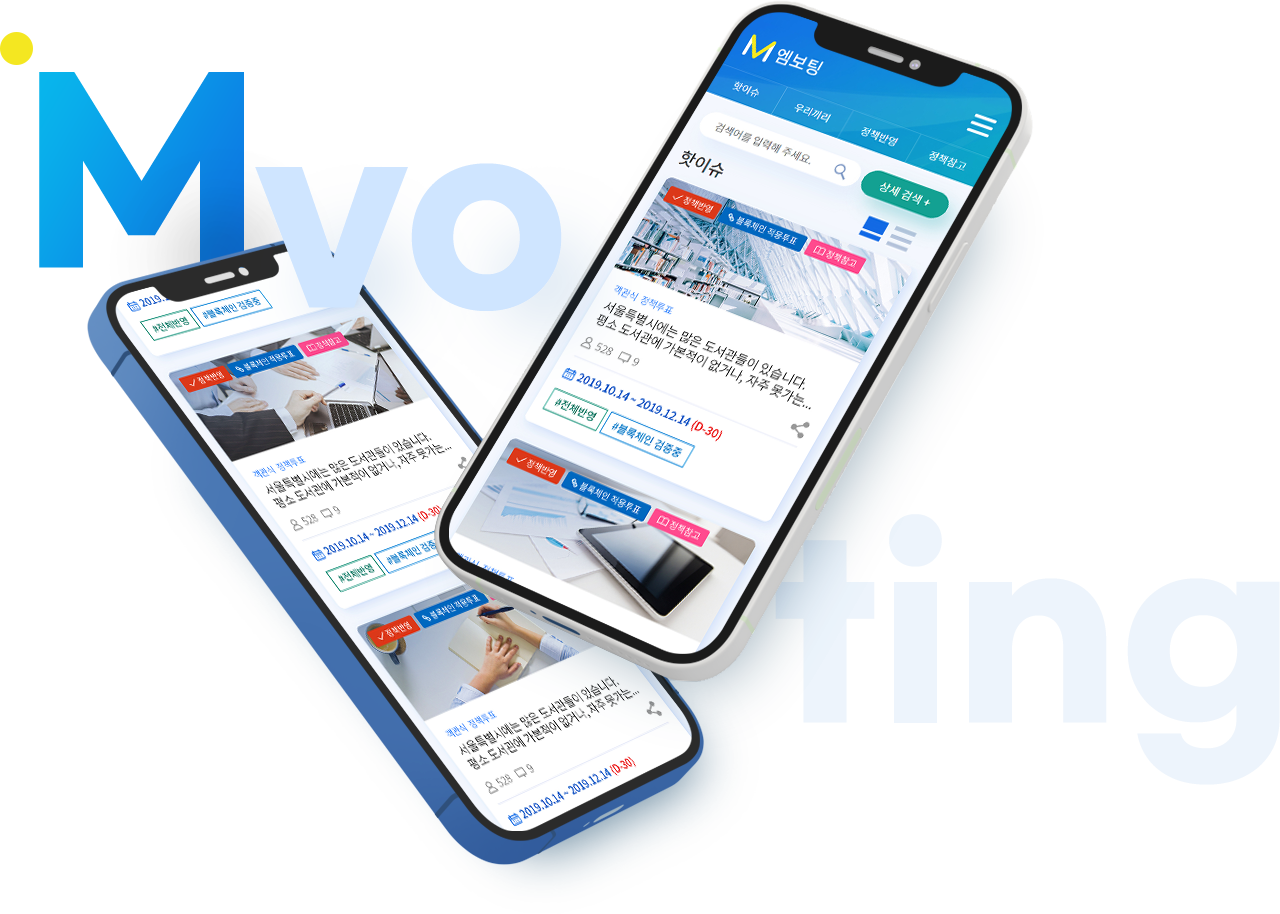 Mvo
ting
M 엠보팅
핫이슈
우리끼리
정책반영
정책참고
검색어를 입력해 주세요.
상세 검색 +
핫이슈
정책반영
블록체인 적용투표
정책참고
객관식 정책투표
서울특별시에는 많은 도서관들이 있습니다.
평소 도서관에 가본적이 없거나, 자주 못가는...
528 9
2019.10.14 ~ 2019.12.14 (D-30)
#전체반영
#블록체인 검증중
정책반영
블록체인 적용투표
정책참고
2019.
#전체반영
#블록체인 검증중
정책반영
블록체인 적용투표
정책참고
객관식 정책투표
서울특별시에는 많은 도서관들이 있습니다.
평소 도서관에 가본적이 없거나, 자주 못가는...
528 9
2019.10.14 ~ 2019.12.14 (D-30)
#전체반영
#블록체인 검증
정책반영
블록체인 적용투표
객관식 정책투표
서울특별시에는 많은 도서관들이 있습니다.
평소 도서관에 가본적이 없거나, 자주 못가는...
528 9
2019.10.14 ~ 2019.12.14 (D-30)